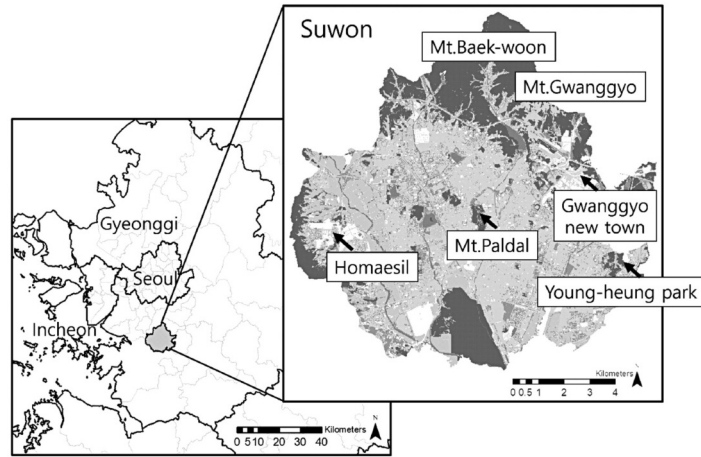 Suwon
Mt.Baek-woon
Mt.Gwanggyo
Gwanggyo
new town
Mt.Paldal
Homaesil
Young-heung park
Kilometers
0 0.5 1 2 3 4
N
Gyeonggi
Seoul
Incheon
Kilometers
0 5 10 20 30 40
N